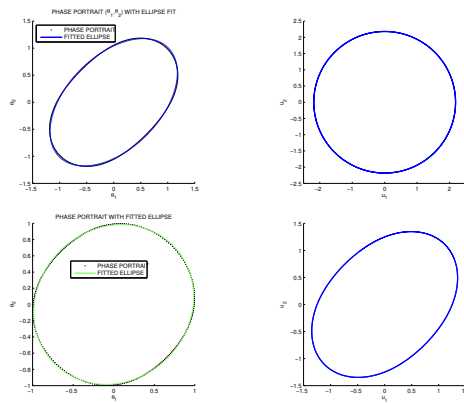 PHASE PORTRAIT (θ1,θ2) WITH ELLIPSE FIT
PHASE PORTRAIT
FITTED ELLIPSE
1.5
1
0.5
0
-0.5
-1
-1.5
-1.5 -1 -0.5 0 0.5 1 1.5
θ1
θ2
2.5
2
1.5
1
0.5
0
-0.5
-1
-1.5
-2
-2.5
-2 -1 0 1 2
u1
u2
PHASE PORTRAIT WITH FITTED ELLIPSE
PHASE PORTRAIT
FITTED ELLIPSE
1
0.8
0.6
0.4
0.2
0
-0.2
-0.4
-0.6
-0.8
-1
-1 -0.5 0 0.5 1
θ1
θ2
1.5
1
0.5
0
-0.5
-1
-1.5
-1.5 -1 -0.5 0 0.5 1
u1
u2